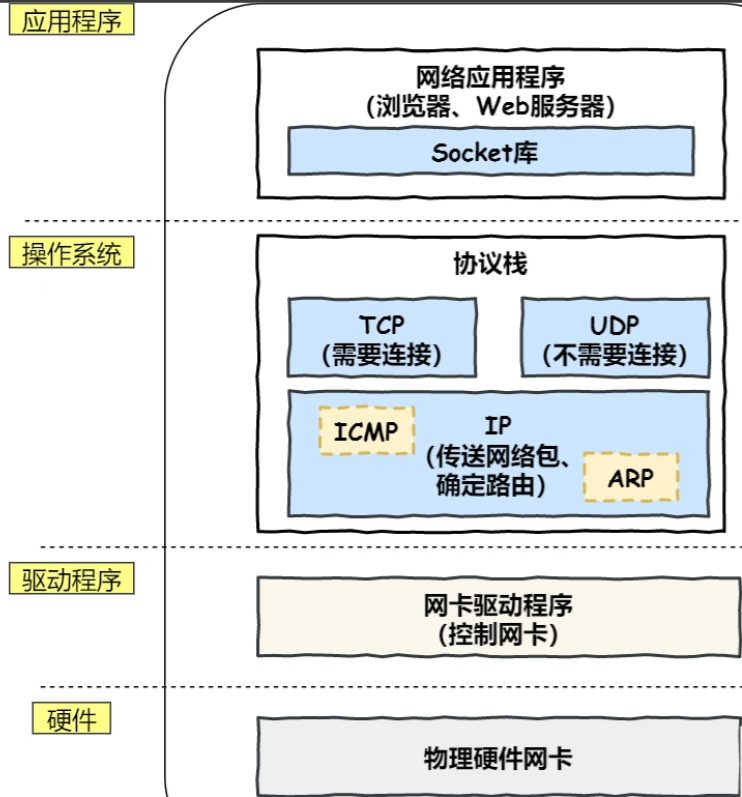 应用程序
网络应用程序
(浏览器、Web服务器)
Socket库
操作系统
协议栈
TCP
(需要连接)
UDP
(不需要连接)
ICMP
IP
(传送网络包、
确定路由)
ARP
驱动程序
网卡驱动程序
(控制网卡)
硬件
物理硬件网卡